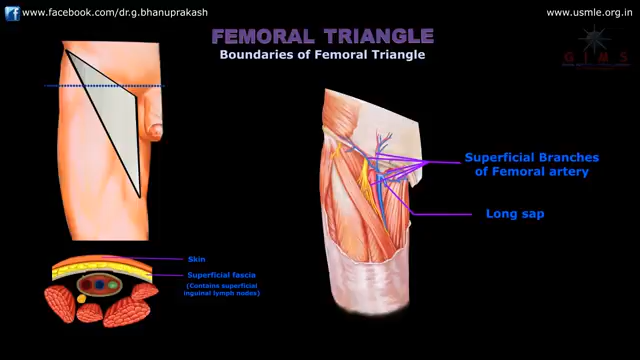 www.facebook.com/dr.g.bhanuprakash
www.usmle.org.in
FEMORAL TRIANGLE
Boundaries of Femoral Triangle
GIMS
Superficial Branches
of Femoral artery
Long sap
Skin
Superficial fascia
(Contains superficial
inguinal lymph nodes)